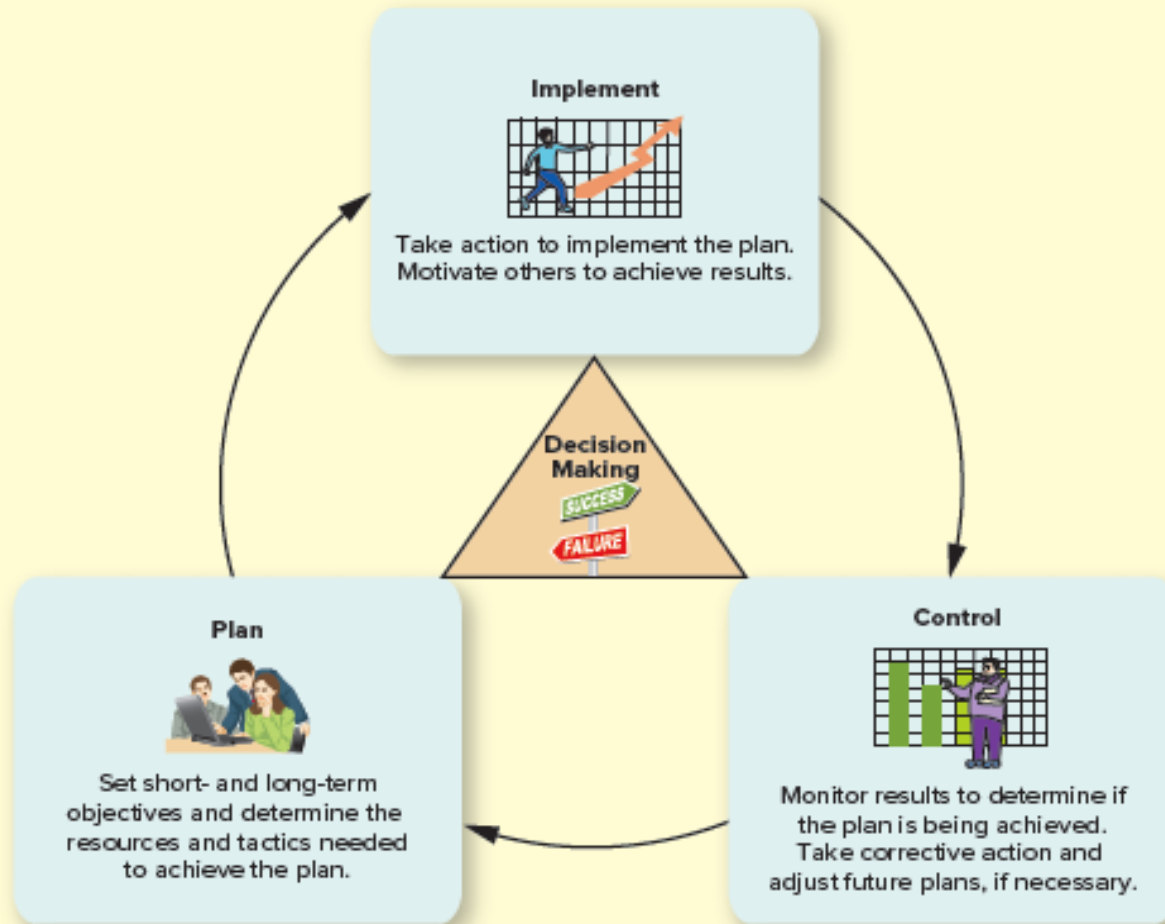 Implement
Take action to implement the plan.
Motivate others to achieve results.
Decision
Making
SUCCESS
FAILURE
Plan
Set short- and long-term
objectives and determine the
resources and tactics needed
to achieve the plan.
Control
Monitor results to determine if
the plan is being achieved.
Take corrective action and
adjust future plans, if necessary.